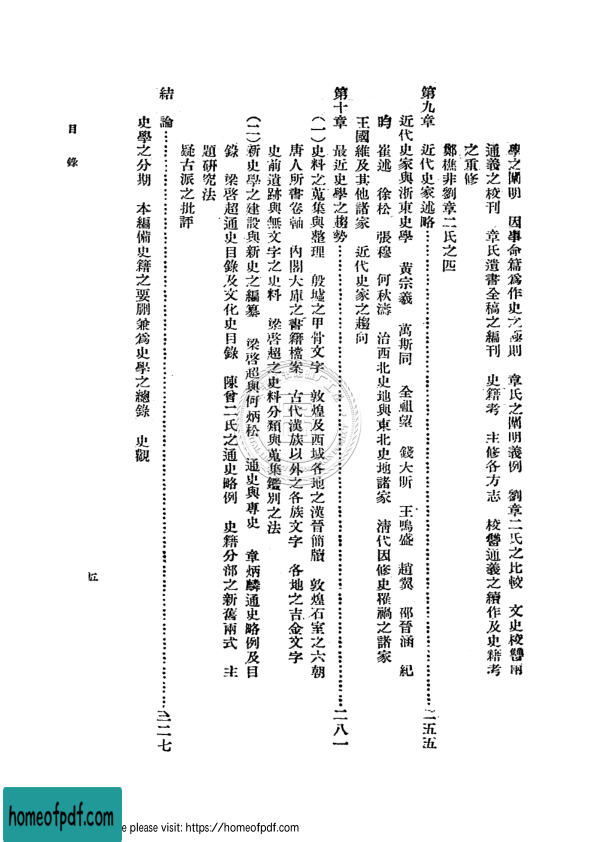 學之闡明　因事命篇爲作史之極則　章氏之闡明義例　劉章二氏之比較　文史校讎兩
通義之校刊　章氏遺書全稿之編刊　史籍考　主修各方志　校讎通義之續作及史籍考
之重修
鄭樵非劉章二氏之匹
第九章　近代史家述略……二五五
近代史家與浙東史學　黃宗羲　萬斯同　全祖望　錢大昕　王鳴盛　趙翼　邵晉涵　紀
昀　崔述　徐松　張穆　何秋濤　治西北史地與東北史地諸家　清代因修史罹禍之諸家
王國維及其他諸家　近代史家之趨向
第十章　最近史學之趨勢……二八一
（一）史料之蒐集與整理　殷墟之甲骨文字　敦煌及西域各地之漢晉簡牘　敦煌石室之六朝
唐人所書卷軸　內閣大庫之書籍檔案　古代漢族以外之各族文字　各地之吉金文字
史前遺跡與無文字之史料　梁啓超之史料分類與蒐集鑑別之法
（二）新史學之建設與新史之編纂　梁啓超與何炳松　通史與專史　章炳麟通史略例及目
錄　梁啓超通史目錄及文化史目錄　陳曾二氏之通史略例　史籍分部之新舊兩式　主
題研究法
疑古派之批評
結　論……三二七
史學之分期　本編備史籍之要刪兼爲史學之總錄　史觀
目　錄
五
homeofpdf.com
e please visit: https://homeofpdf.com